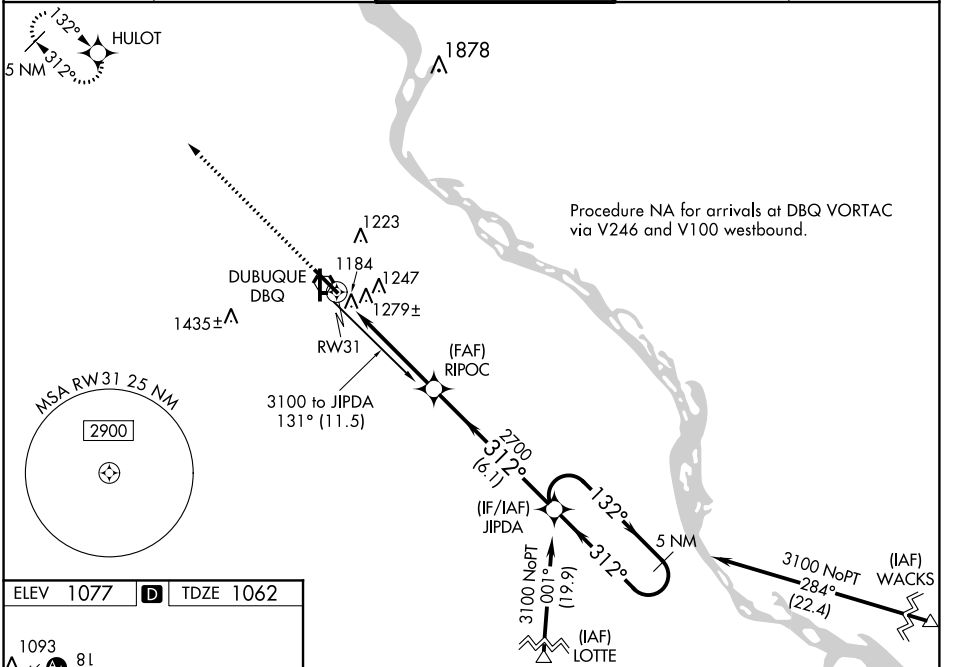 132°
312°
5 NM
HULOT
1878
Procedure NA for arrivals at DBQ VORTAC
via V246 and V100 westbound.
1223
1184
1247
1279±
DUBUQUE
DBQ
1435±
RW31
(FAF)
RIPOC
3100 to JIPDA
131° (11.5)
MSA RW31 25 NM
2900
2700
312°
(6.1)
(IF/IAF)
JIPDA
132°
312°
5 NM
3100 NoPT
001°
(19.9)
(IAF)
LOTTE
3100 NoPT
284°
(22.4)
(IAF)
WACKS
ELEV 1077 D TDZE 1062
1093